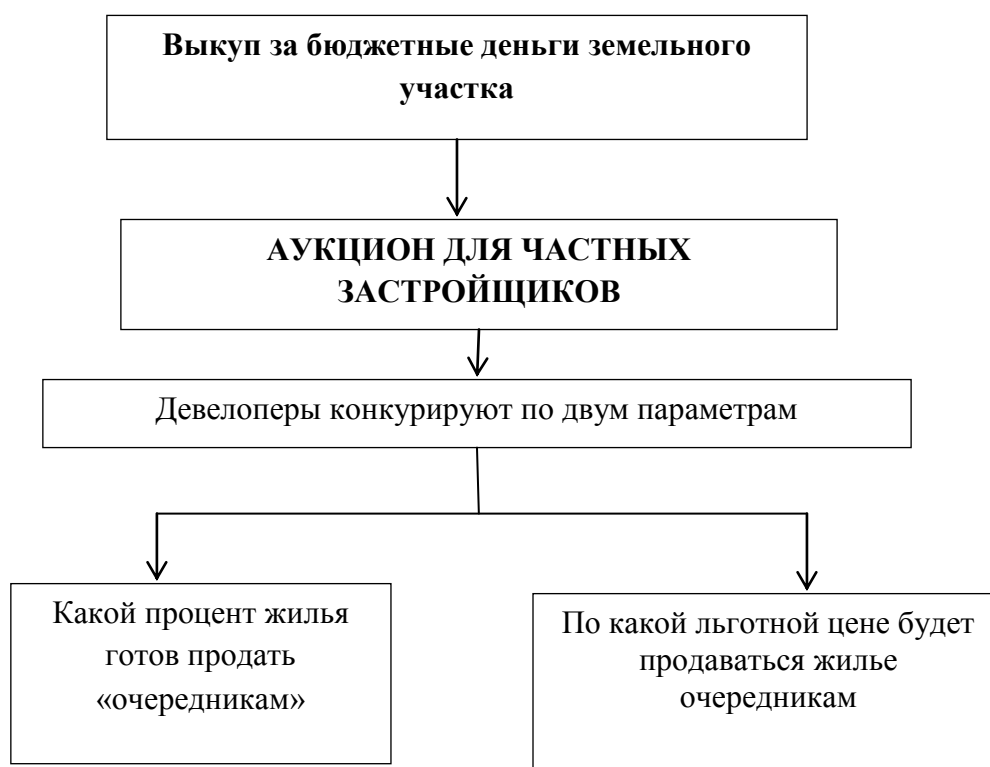 Выкуп за бюджетные деньги земельного
участка
АУКЦИОН ДЛЯ ЧАСТНЫХ
ЗАСТРОЙЩИКОВ
Девелоперы конкурируют по двум параметрам
Какой процент жилья
готов продать
«очередникам»
По какой льготной цене будет
продаваться жилье
очередникам